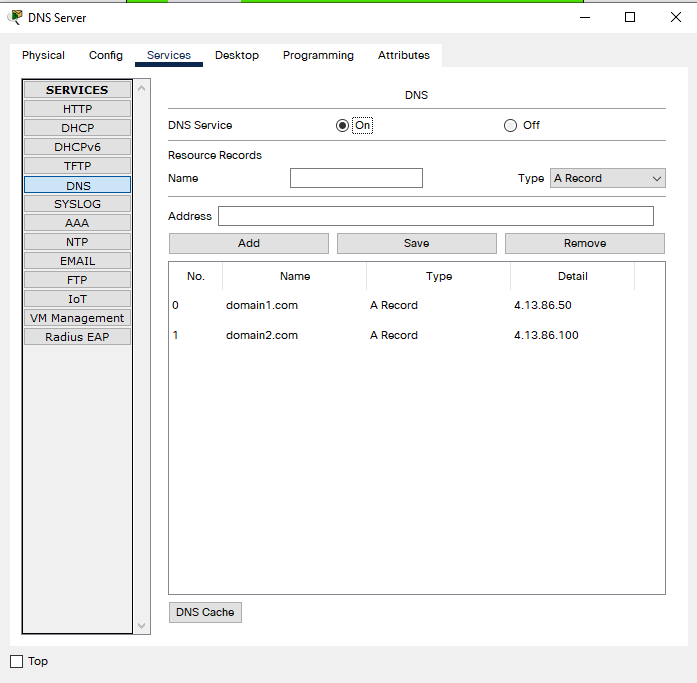 DNS Server
Physical Config Services Desktop Programming Attributes
SERVICES
HTTP
DHCP
DHCPv6
TFTP
DNS
SYSLOG
AAA
NTP
EMAIL
FTP
IoT
VM Management
Radius EAP
DNS
DNS Service On Off
Resource Records
Name Type A Record
Address
Add Save Remove
No. Name Type Detail
0 domain1.com A Record 4.13.86.50
1 domain2.com A Record 4.13.86.100
DNS Cache
Top